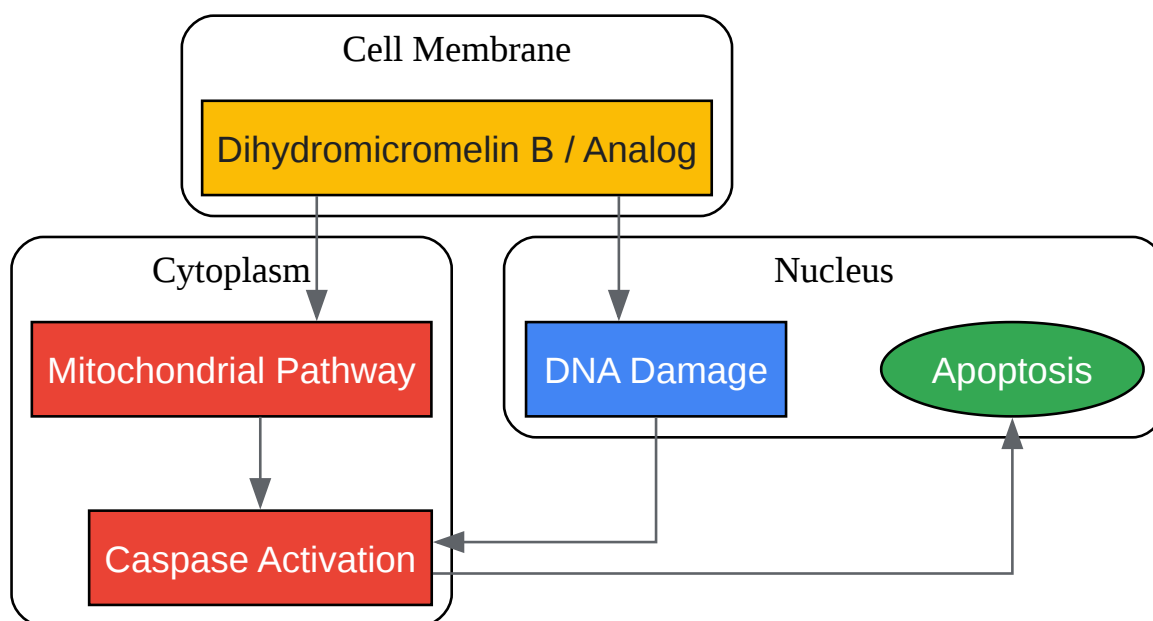 Cell Membrane
Dihydromicromelin B / Analog
Cytoplasm
Nucleus
Mitochondrial Pathway
DNA Damage
Apoptosis
Caspase Activation